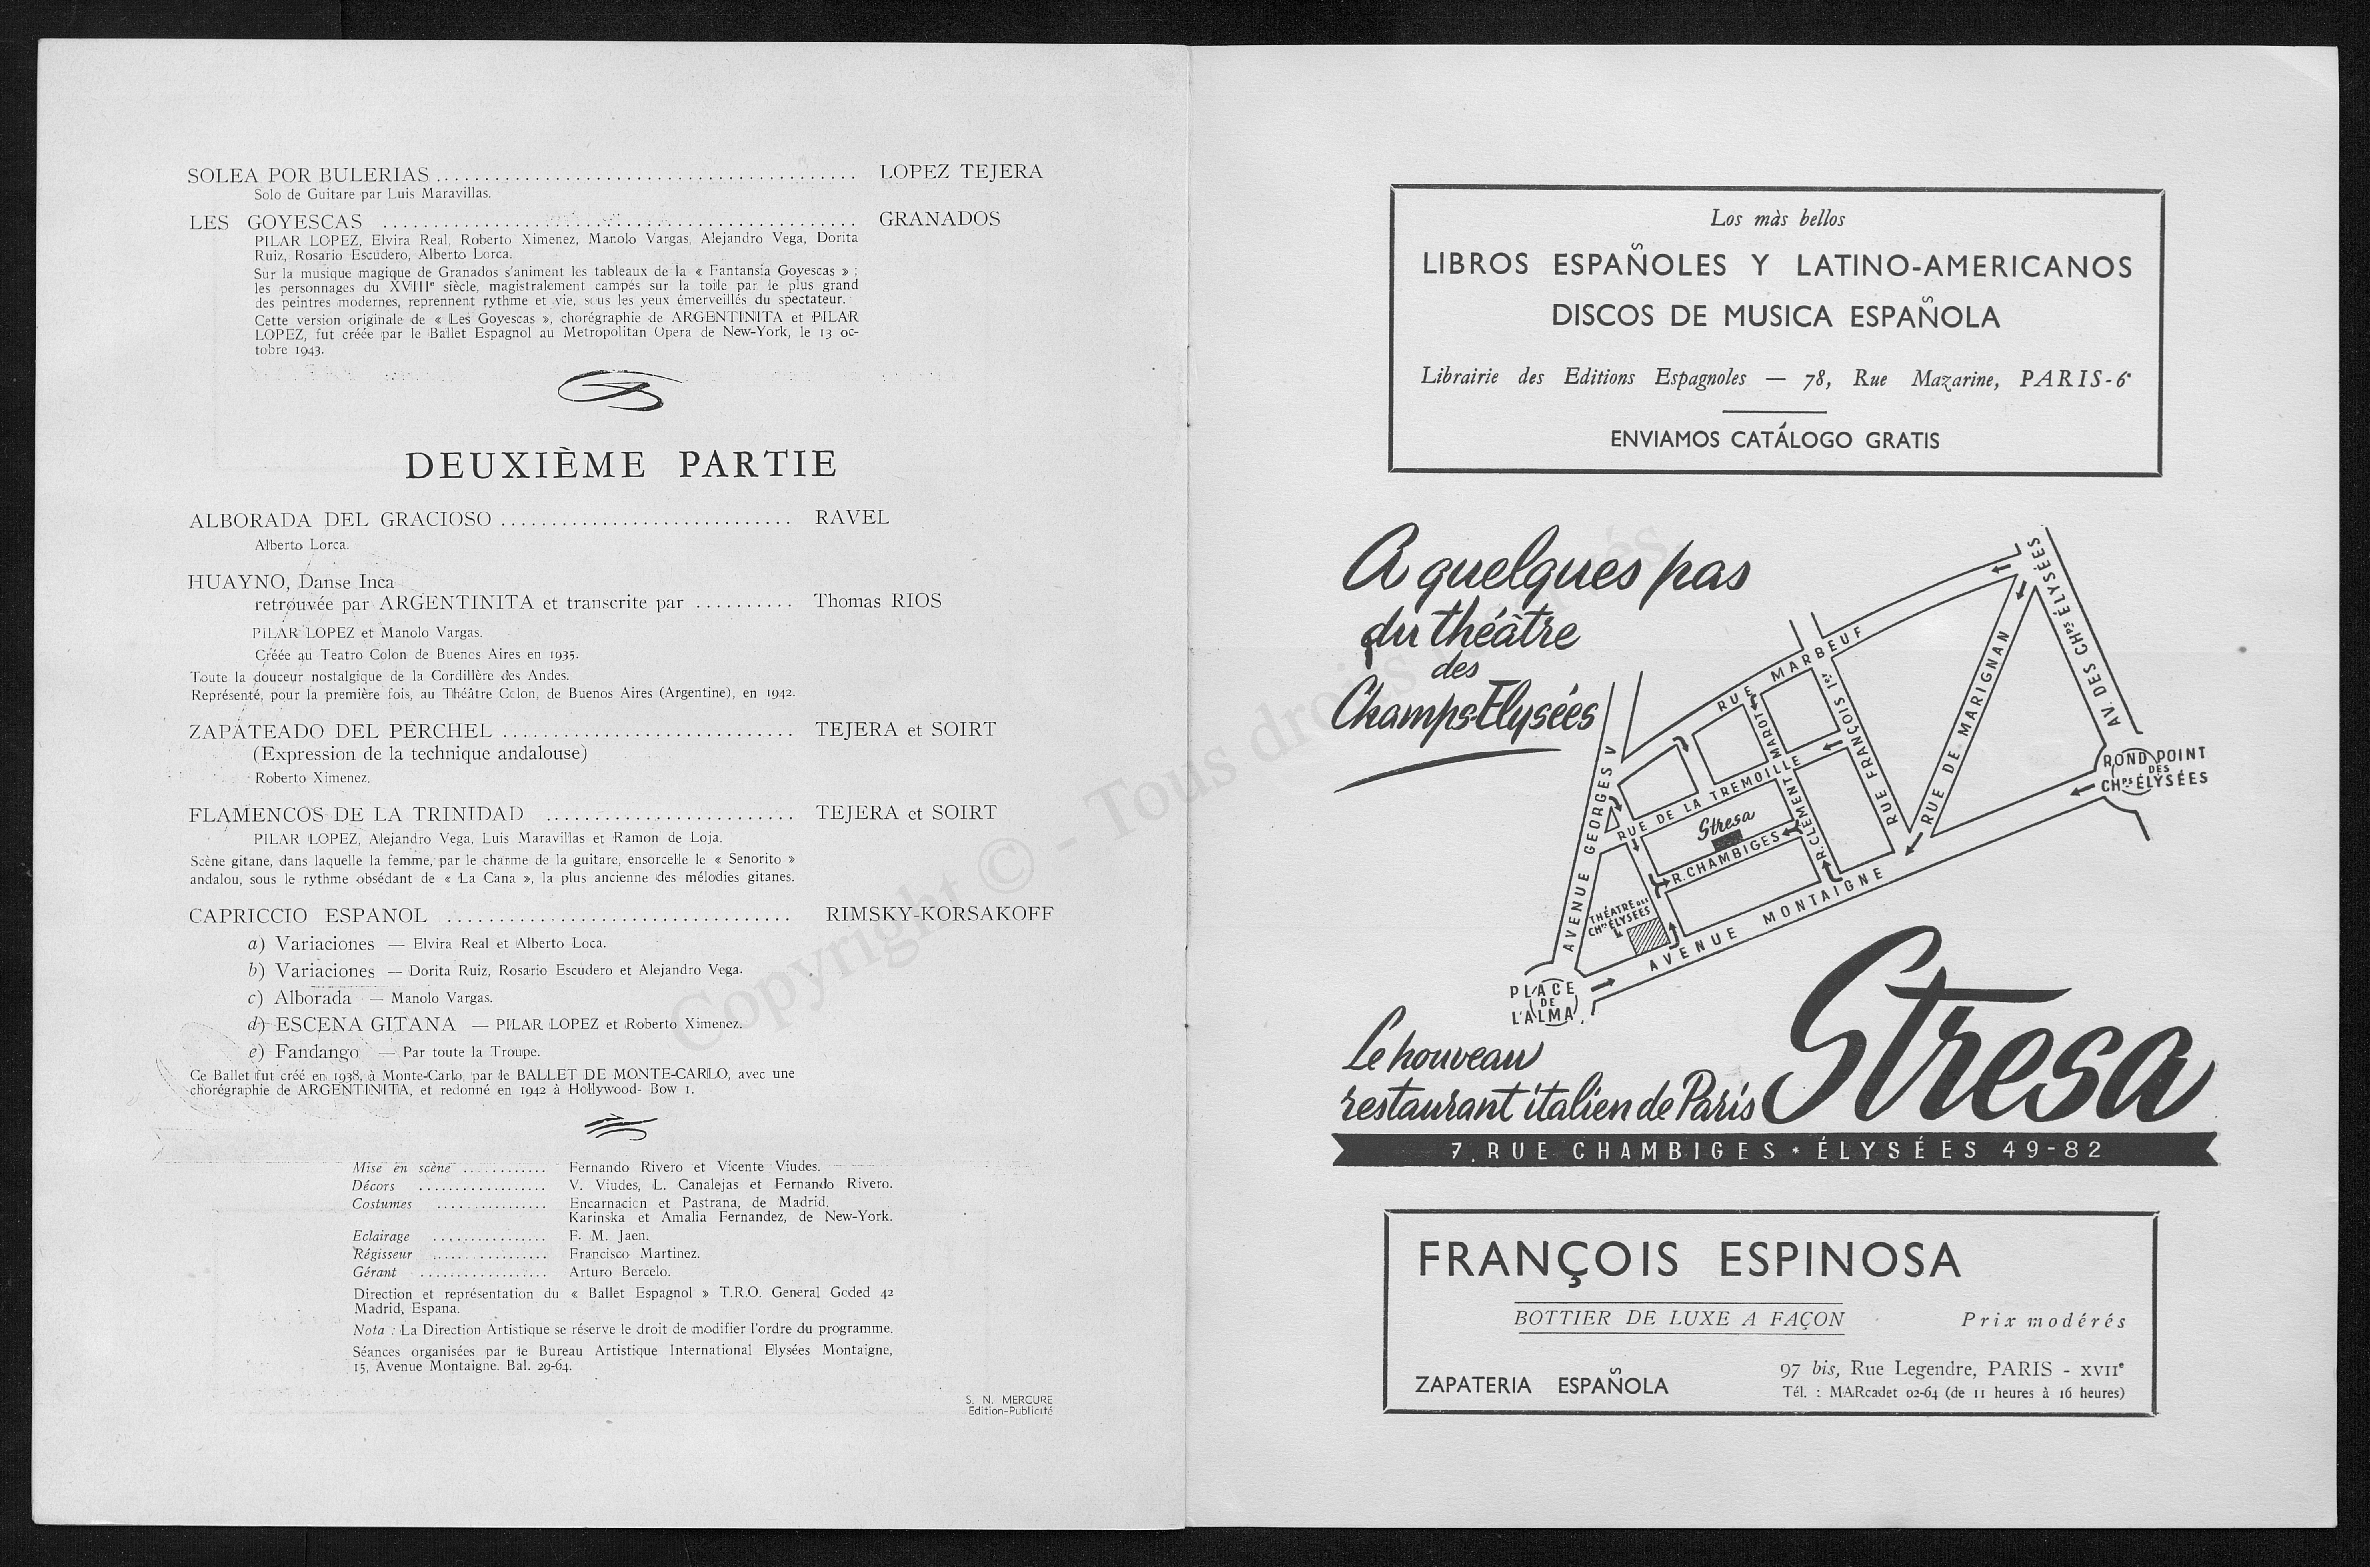 SOLEA POR BULERIAS ........................................... LOPEZ TEJERA
Solo de Guitare par Luis Maravillas.
LES GOYESCAS ................................................ GRANADOS
PILAR LOPEZ, Elvira Real, Roberto Ximenez, Manolo Vargas, Alejandro Vega, Dorita
Ruiz, Rosario Escudero, Alberto Lorca.
Sur la musique magique de Granados s'animent les tableaux de la « Fantansia Goyescas » ;
les personnages du XVIIIe siècle, magistralement campés sur la toile par le plus grand
des peintres modernes, reprennent rythme et vie, sous les yeux émerveillés du spectateur.
Cette version originale de « Les Goyescas », chorégraphie de ARGENTINITA et PILAR
LOPEZ, fut créée par le Ballet Espagnol au Metropolitan Opera de New-York, le 13 oc-
tobre 1943.
DEUXIÈME PARTIE
ALBORADA DEL GRACIOSO ............................. RAVEL
Alberto Lorca.
HUAYNO, Danse Inca
retrouvée par ARGENTINITA et transcrite par .......... Thomas RIOS
PILAR LOPEZ et Manolo Vargas.
Créée au Teatro Colon de Buenos Aires en 1935.
Toute la douceur nostalgique de la Cordillère des Andes.
Représenté, pour la première fois, au Théâtre Colon, de Buenos Aires (Argentine), en 1942.
ZAPATEADO DEL PERCHEL ............................. TEJERA et SOIRT
(Expression de la technique andalouse)
Roberto Ximenez.
FLAMENCOS DE LA TRINIDAD ......................... TEJERA et SOIRT
PILAR LOPEZ, Alejandro Vega, Luis Maravillas et Ramon de Loja.
Scène gitane, dans laquelle la femme, par le charme de la guitare, ensorcelle le « Senorito »
andalou, sous le rythme obsédant de « La Cana », la plus ancienne des mélodies gitanes.
CAPRICCIO ESPANOL .................................. RIMSKY-KORSAKOFF
a) Variaciones — Elvira Real et Alberto Loca.
b) Variaciones — Dorita Ruiz, Rosario Escudero et Alejandro Vega.
c) Alborada — Manolo Vargas.
d) ESCENA GITANA — PILAR LOPEZ et Roberto Ximenez.
e) Fandango — Par toute la Troupe.
Ce Ballet fut créé en 1938, à Monte-Carlo, par le BALLET DE MONTE-CARLO, avec une
chorégraphie de ARGENTINITA, et redonné en 1942 à Hollywood- Bow 1.
Mise en scène ............ Fernando Rivero et Vicente Viudes.
Décors .................. V. Viudes, L. Canalejas et Fernando Rivero.
Costumes ................ Encarnacion et Pastrana, de Madrid.
Karinska et Amalia Fernandez, de New-York.
Eclairage ................ F. M. Jaen.
Régisseur ................ Francisco Martinez.
Gérant .................. Arturo Bercelo.
Direction et représentation du « Ballet Espagnol » T.R.O. General Goded 42
Madrid, Espana.
Nota : La Direction Artistique se réserve le droit de modifier l'ordre du programme.
Séances organisées par le Bureau Artistique International Elysées Montaigne,
15, Avenue Montaigne. Bal. 29-64.
S. N. MERCURE
Edition-Publicité
Los màs bellos
LIBROS ESPAÑOLES Y LATINO-AMERICANOS
DISCOS DE MUSICA ESPAÑOLA
Librairie des Editions Espagnoles — 78, Rue Mazarine, PARIS-6e
ENVIAMOS CATÁLOGO GRATIS
A quelques pas
du théâtre
des
Champs-Elysées
AV. DES CHPS ÉLYSÉES
ELYSÉES
RUE MARBEUF
RUE DE MARIGNAN
RUE FRANÇOIS 1er
MAROT
R. CLÉMENT
RUE DE LA TREMOILLE
AVENUE GEORGES V
Stresa
R. CHAMBIGES
THÉATRE DES
CHPS ÉLYSEES
AVENUE MONTAIGNE
ROND POINT
DES
CHPS ÉLYSÉES
PLACE
DE
L'ALMA
Le nouveau
restaurant italien de Paris Stresa
7. RUE CHAMBIGES * ÉLYSÉES 49-82
FRANÇOIS ESPINOSA
BOTTIER DE LUXE A FAÇON Prix modérés
ZAPATERIA ESPAÑOLA
97 bis, Rue Legendre, PARIS - XVIIe
Tél. : MARcadet 02-64 (de 11 heures à 16 heures)
Copyright © - Tous droits réservés